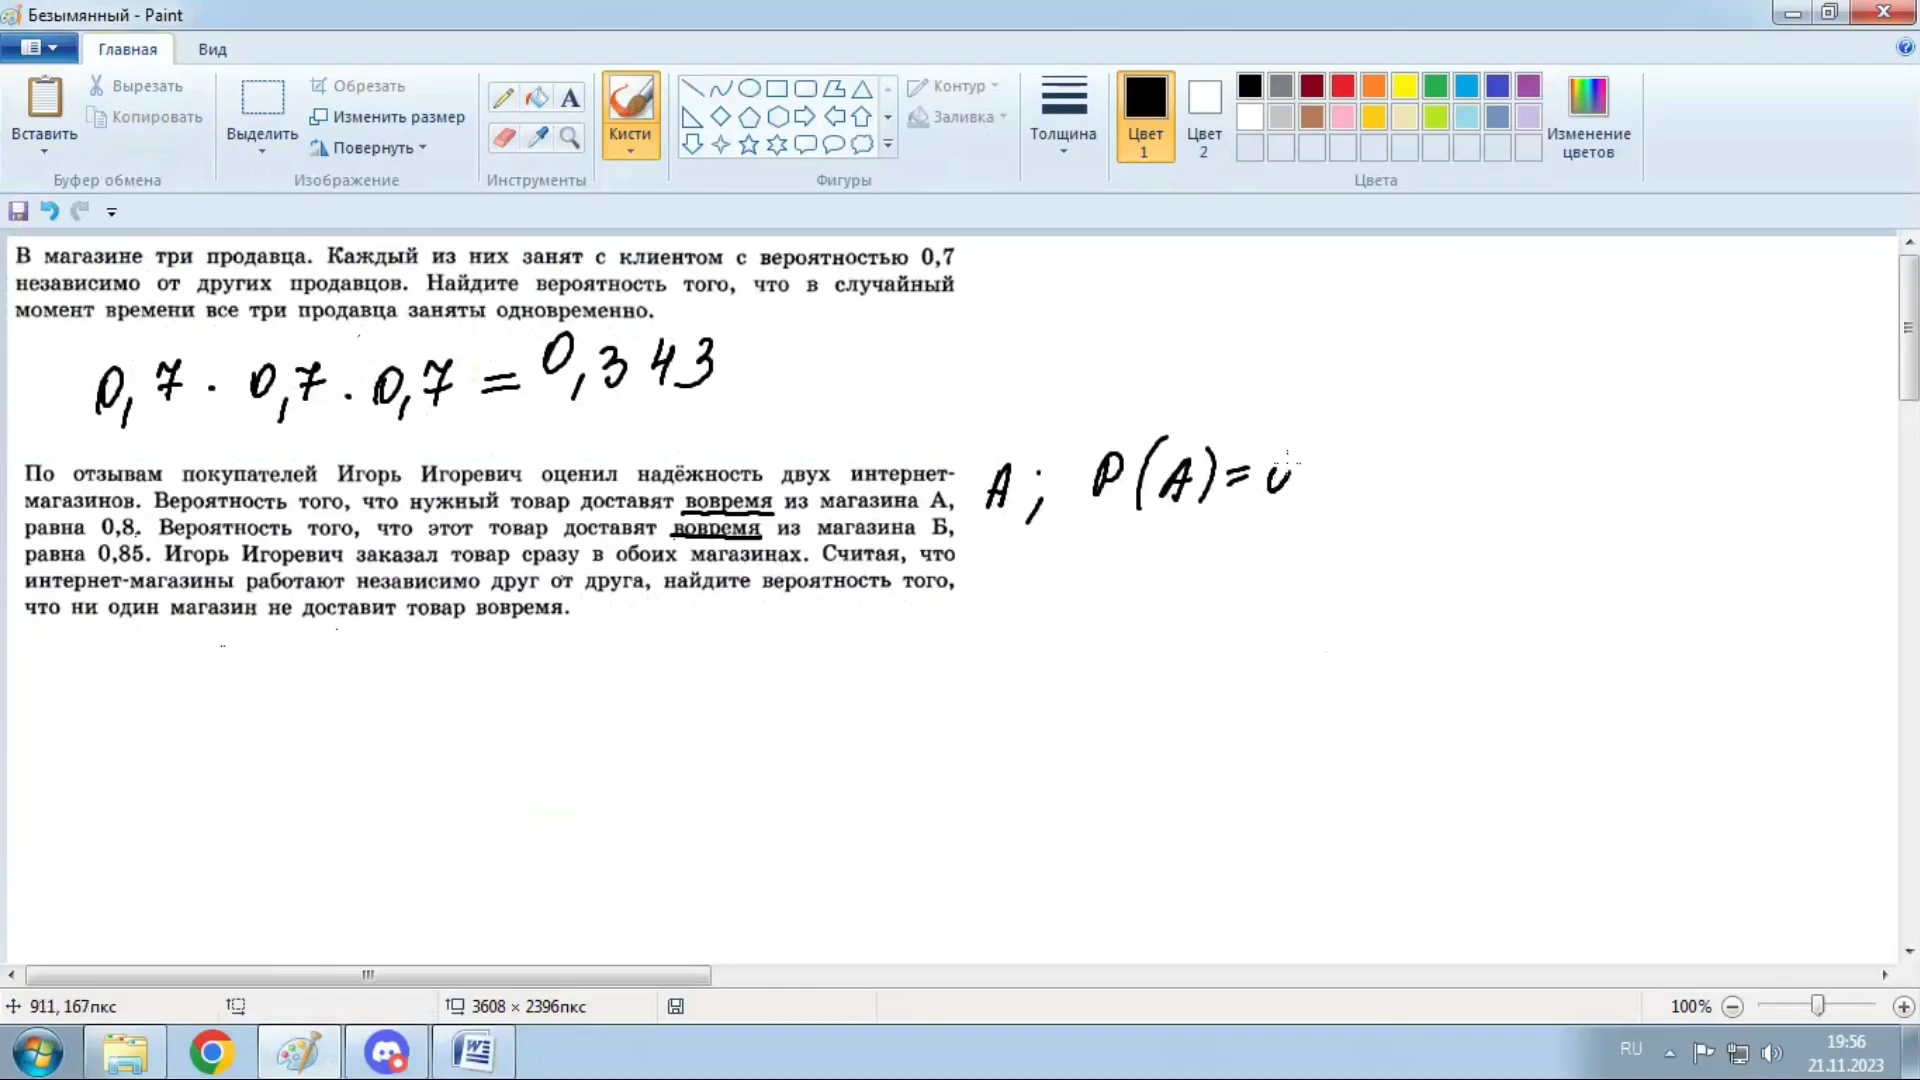 Безымянный - Paint
Главная Вид
Вставить
Вырезать
Копировать
Буфер обмена
Выделить
Обрезать
Изменить размер
Повернуть
Изображение
A
Инструменты
Кисти
Фигуры
Контур
Заливка
Толщина
Цвет 1
Цвет 2
Изменение цветов
Цвета
В магазине три продавца. Каждый из них занят с клиентом с вероятностью 0,7
независимо от других продавцов. Найдите вероятность того, что в случайный
момент времени все три продавца заняты одновременно.
0,7 · 0,7 · 0,7 = 0,343
По отзывам покупателей Игорь Игоревич оценил надёжность двух интернет-
магазинов. Вероятность того, что нужный товар доставят вовремя из магазина А,
равна 0,8. Вероятность того, что этот товар доставят вовремя из магазина Б,
равна 0,85. Игорь Игоревич заказал товар сразу в обоих магазинах. Считая, что
интернет-магазины работают независимо друг от друга, найдите вероятность того,
что ни один магазин не доставит товар вовремя.
A; P(A)=
911, 167пкс
3608 × 2396пкс
100%
RU
19:56
21.11.2023